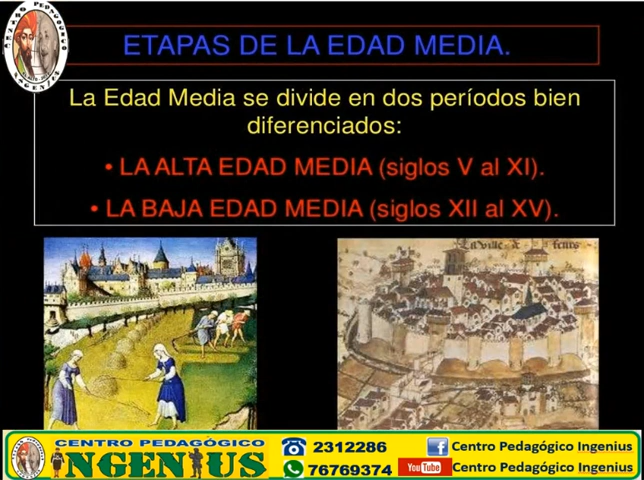 ETAPAS DE LA EDAD MEDIA.
La Edad Media se divide en dos períodos bien
diferenciados:
• LA ALTA EDAD MEDIA (siglos V al XI).
• LA BAJA EDAD MEDIA (siglos XII al XV).
CENTRO PEDAGÓGICO
INGENIUS
2312286
76769374
f Centro Pedagógico Ingenius
YouTube Centro Pedagógico Ingenius